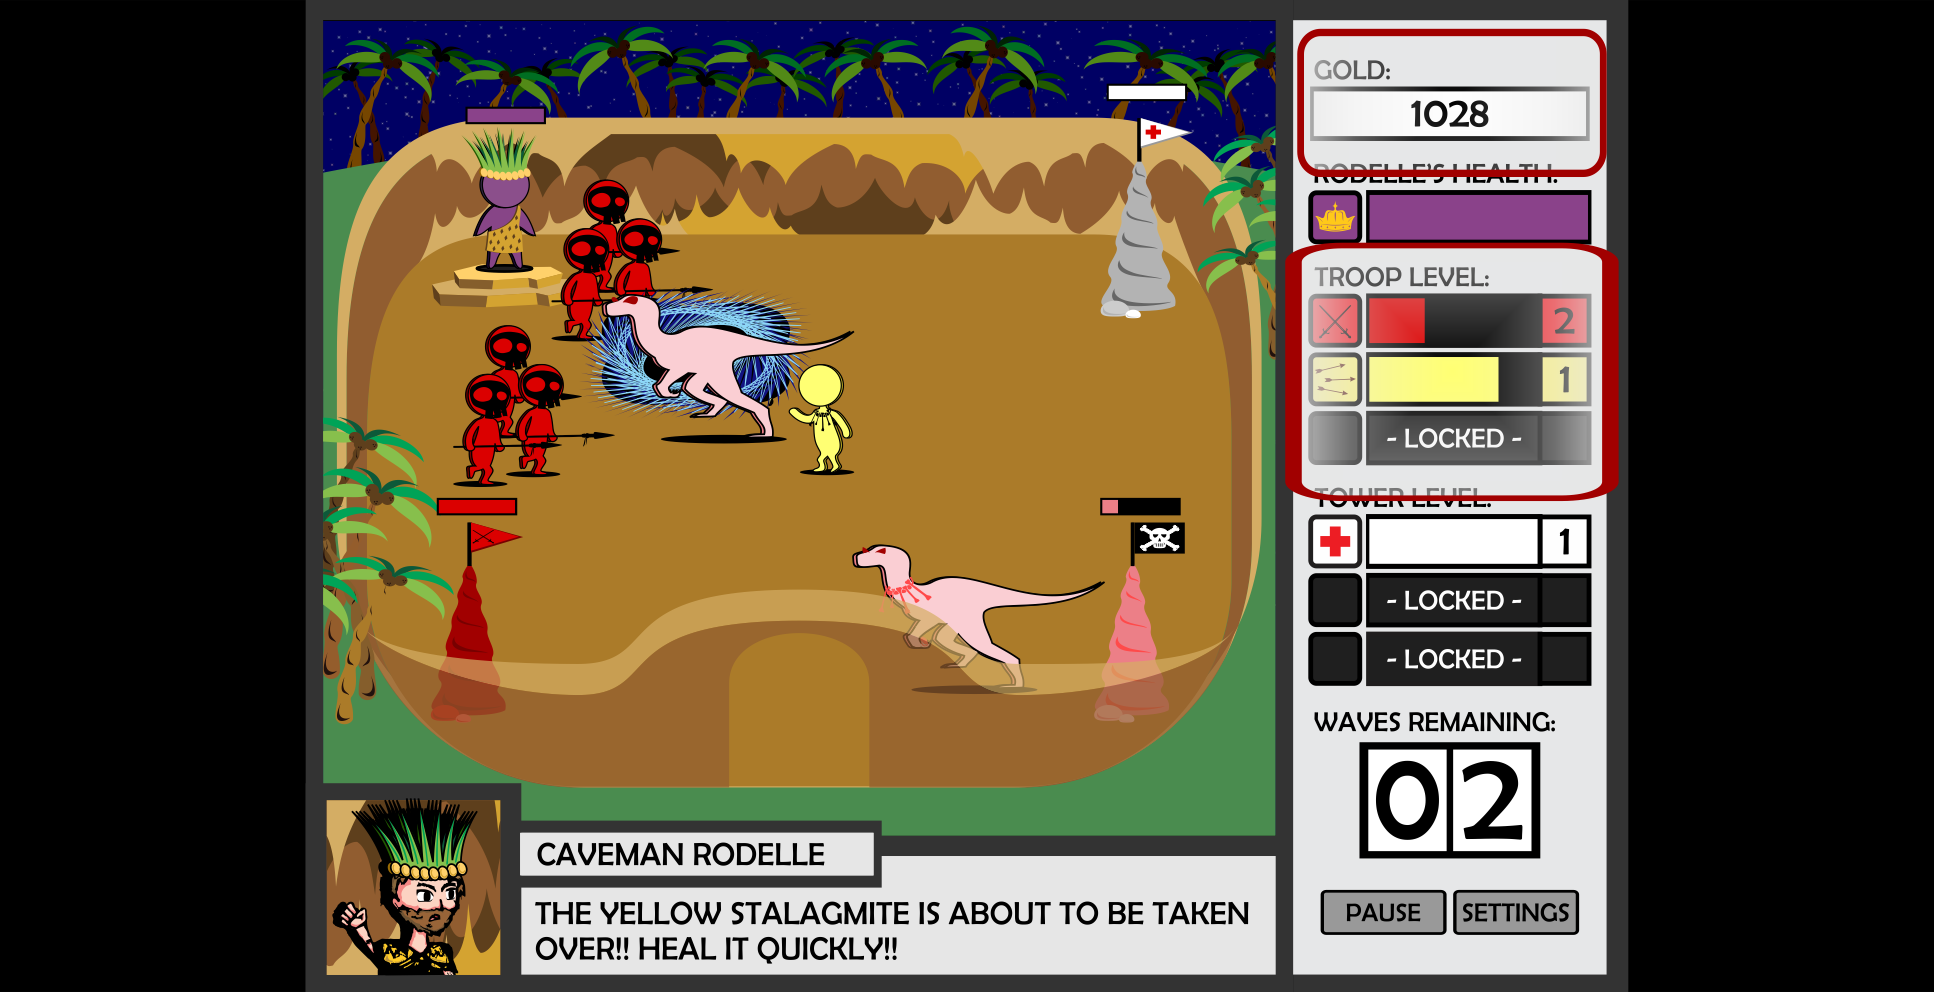 GOLD:
1028
RODELLE'S HEALTH:
TROOP LEVEL:
2
1
- LOCKED -
TOWER LEVEL:
1
- LOCKED -
- LOCKED -
WAVES REMAINING:
02
PAUSE SETTINGS
CAVEMAN RODELLE
THE YELLOW STALAGMITE IS ABOUT TO BE TAKEN
OVER!! HEAL IT QUICKLY!!